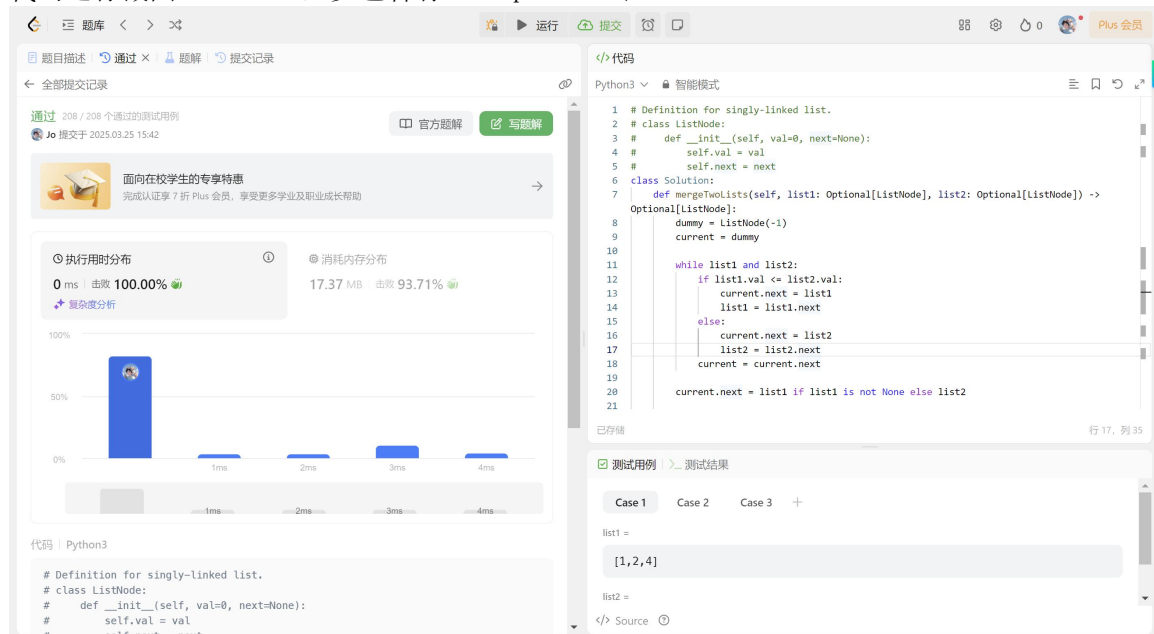 题库
运行
提交
0
Plus 会员
题目描述
通过
题解
提交记录
全部提交记录
通过 208 / 208 个通过的测试用例
Jo 提交于 2025.03.25 15:42
官方题解
写题解
面向在校学生的专享特惠
完成认证享 7 折 Plus 会员，享受更多学业及职业成长帮助
执行用时分布
0 ms 击败 100.00%
复杂度分析
消耗内存分布
17.37 MB 击败 93.71%
100%
50%
0%
1ms 2ms 3ms 4ms
1ms 2ms 3ms 4ms
代码 Python3
# Definition for singly-linked list.
# class ListNode:
#     def __init__(self, val=0, next=None):
#         self.val = val
</>代码
Python3 智能模式
1 # Definition for singly-linked list.
2 # class ListNode:
3 #     def __init__(self, val=0, next=None):
4 #         self.val = val
5 #         self.next = next
6 class Solution:
7     def mergeTwoLists(self, list1: Optional[ListNode], list2: Optional[ListNode]) ->
Optional[ListNode]:
8         dummy = ListNode(-1)
9         current = dummy
10
11         while list1 and list2:
12             if list1.val <= list2.val:
13                 current.next = list1
14                 list1 = list1.next
15             else:
16                 current.next = list2
17                 list2 = list2.next
18             current = current.next
19
20         current.next = list1 if list1 is not None else list2
21
已存储
行 17，列 35
测试用例
测试结果
Case 1 Case 2 Case 3
list1 =
[1,2,4]
list2 =
</> Source